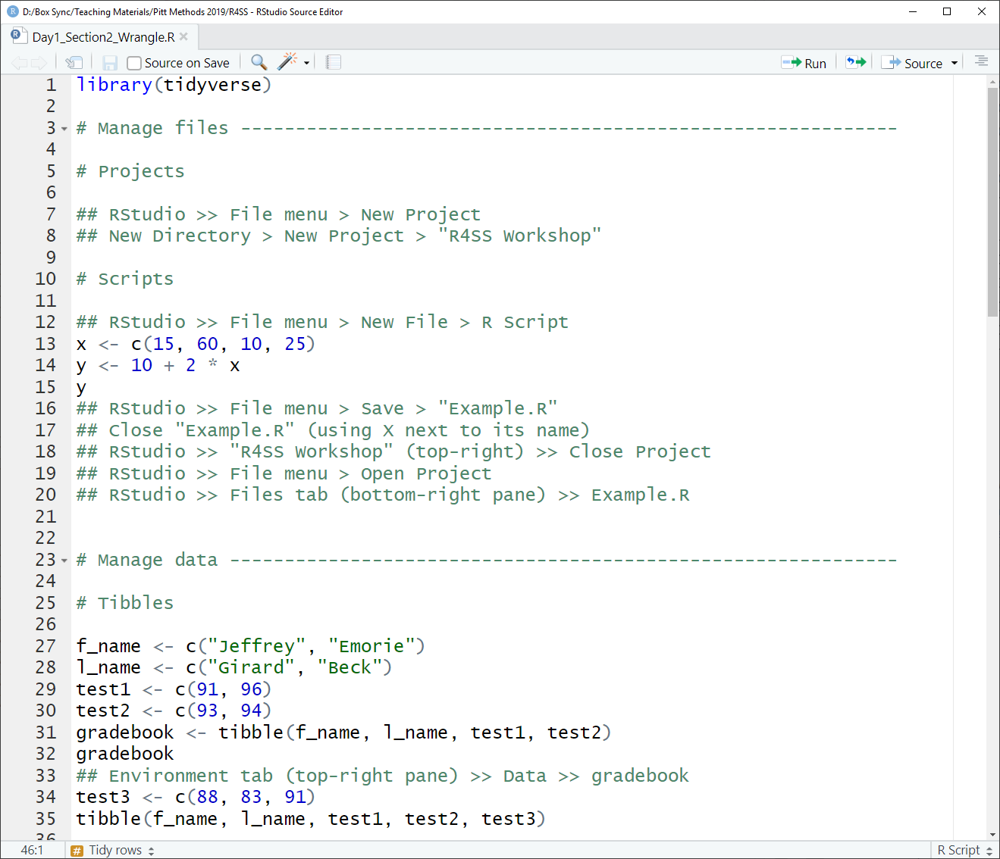 D:/Box Sync/Teaching Materials/Pitt Methods 2019/R4SS - RStudio Source Editor
Day1_Section2_Wrangle.R
Source on Save Run Source
1 library(tidyverse)
2
3 # Manage files ------------------------------------------------------------
4
5 # Projects
6
7 ## RStudio >> File menu > New Project
8 ## New Directory > New Project > "R4SS Workshop"
9
10 # Scripts
11
12 ## RStudio >> File menu > New File > R Script
13 x <- c(15, 60, 10, 25)
14 y <- 10 + 2 * x
15 y
16 ## RStudio >> File menu > Save > "Example.R"
17 ## Close "Example.R" (using X next to its name)
18 ## RStudio >> "R4SS Workshop" (top-right) >> Close Project
19 ## RStudio >> File menu > Open Project
20 ## RStudio >> Files tab (bottom-right pane) >> Example.R
21
22
23 # Manage data -------------------------------------------------------------
24
25 # Tibbles
26
27 f_name <- c("Jeffrey", "Emorie")
28 l_name <- c("Girard", "Beck")
29 test1 <- c(91, 96)
30 test2 <- c(93, 94)
31 gradebook <- tibble(f_name, l_name, test1, test2)
32 gradebook
33 ## Environment tab (top-right pane) >> Data >> gradebook
34 test3 <- c(88, 83, 91)
35 tibble(f_name, l_name, test1, test2, test3)
36
46:1 # Tidy rows R Script